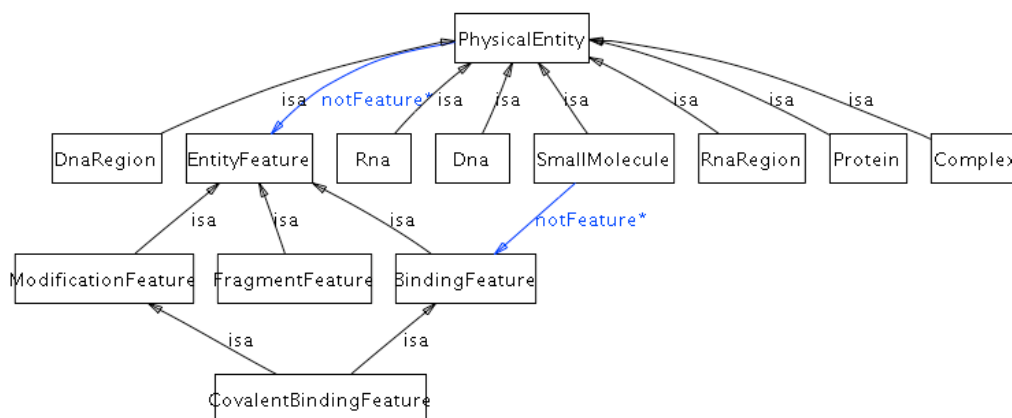 PhysicalEntity
isa notFeature* isa isa isa isa isa isa
DnaRegion EntityFeature Rna Dna SmallMolecule RnaRegion Protein Complex
isa isa isa notFeature*
ModificationFeature FragmentFeature BindingFeature
isa isa
CovalentBindingFeature